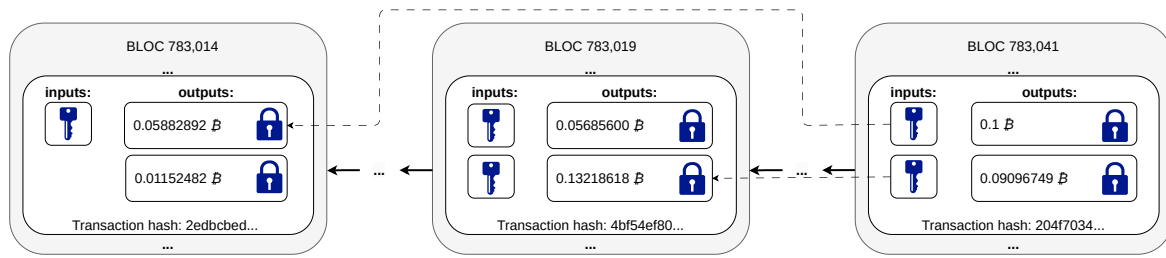 BLOC 783,014
...
inputs:
outputs:
0.05882892 ₿
0.01152482 ₿
Transaction hash: 2edbcbed...
...
...
BLOC 783,019
...
inputs:
outputs:
0.05685600 ₿
0.13218618 ₿
Transaction hash: 4bf54ef80...
...
...
BLOC 783,041
...
inputs:
outputs:
0.1 ₿
0.09096749 ₿
Transaction hash: 204f7034...
...